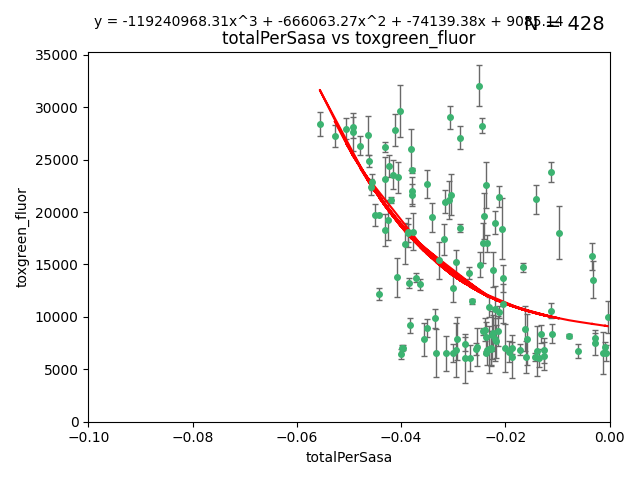 y = -119240968.31x^3 + -666063.27x^2 + -74139.38x + 9085.14
N = 428
totalPerSasa vs toxgreen_fluor
35000
30000
25000
20000
15000
10000
5000
0
toxgreen_fluor
−0.10 −0.08 −0.06 −0.04 −0.02 0.00
totalPerSasa